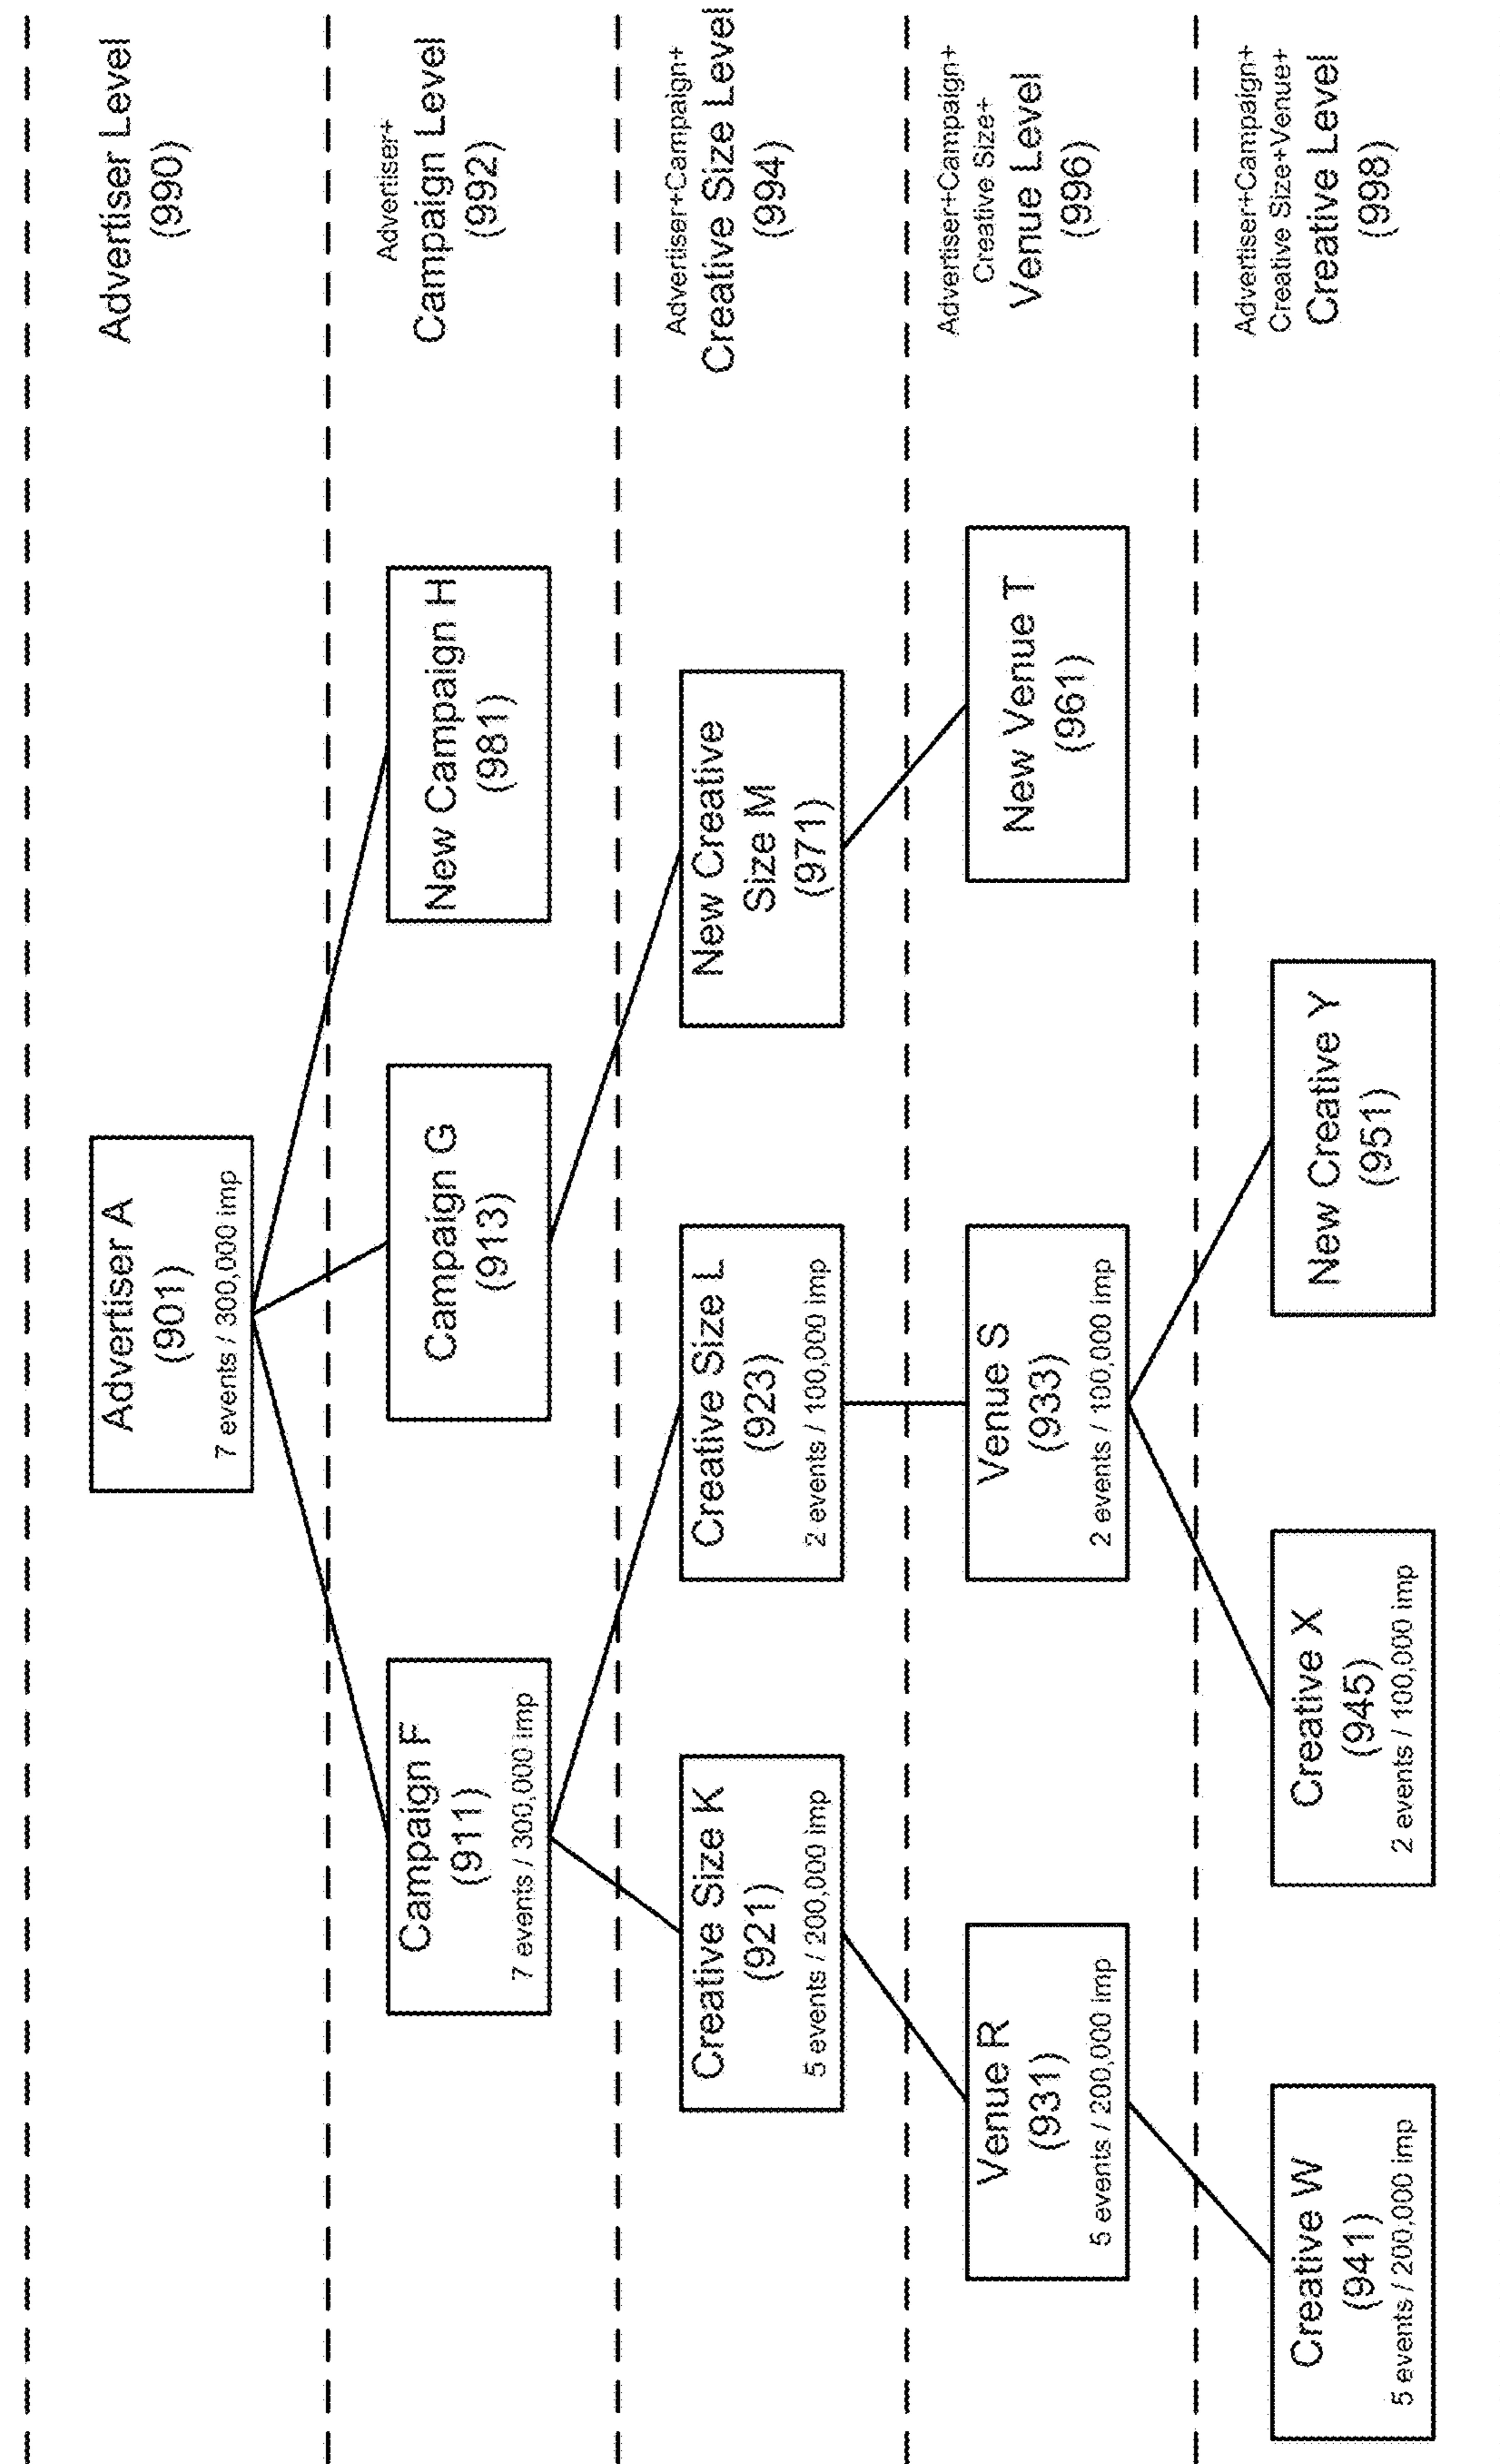 Advertiser A
(901)
7 events / 300,000 imp
Advertiser Level
(990)
Campaign F
(911)
7 events / 300,000 imp
Campaign G
(913)
New Campaign H
(981)
Advertiser+
Campaign Level
(992)
Creative Size K
(921)
5 events / 200,000 imp
Creative Size L
(923)
2 events / 100,000 imp
New Creative
Size M
(971)
Advertiser+Campaign+
Creative Size Level
(994)
Venue R
(931)
5 events / 200,000 imp
Venue S
(933)
2 events / 100,000 imp
New Venue T
(961)
Advertiser+Campaign+
Creative Size+
Venue Level
(996)
Creative W
(941)
5 events / 200,000 imp
Creative X
(945)
2 events / 100,000 imp
New Creative Y
(951)
Advertiser+Campaign+
Creative Size+Venue+
Creative Level
(998)